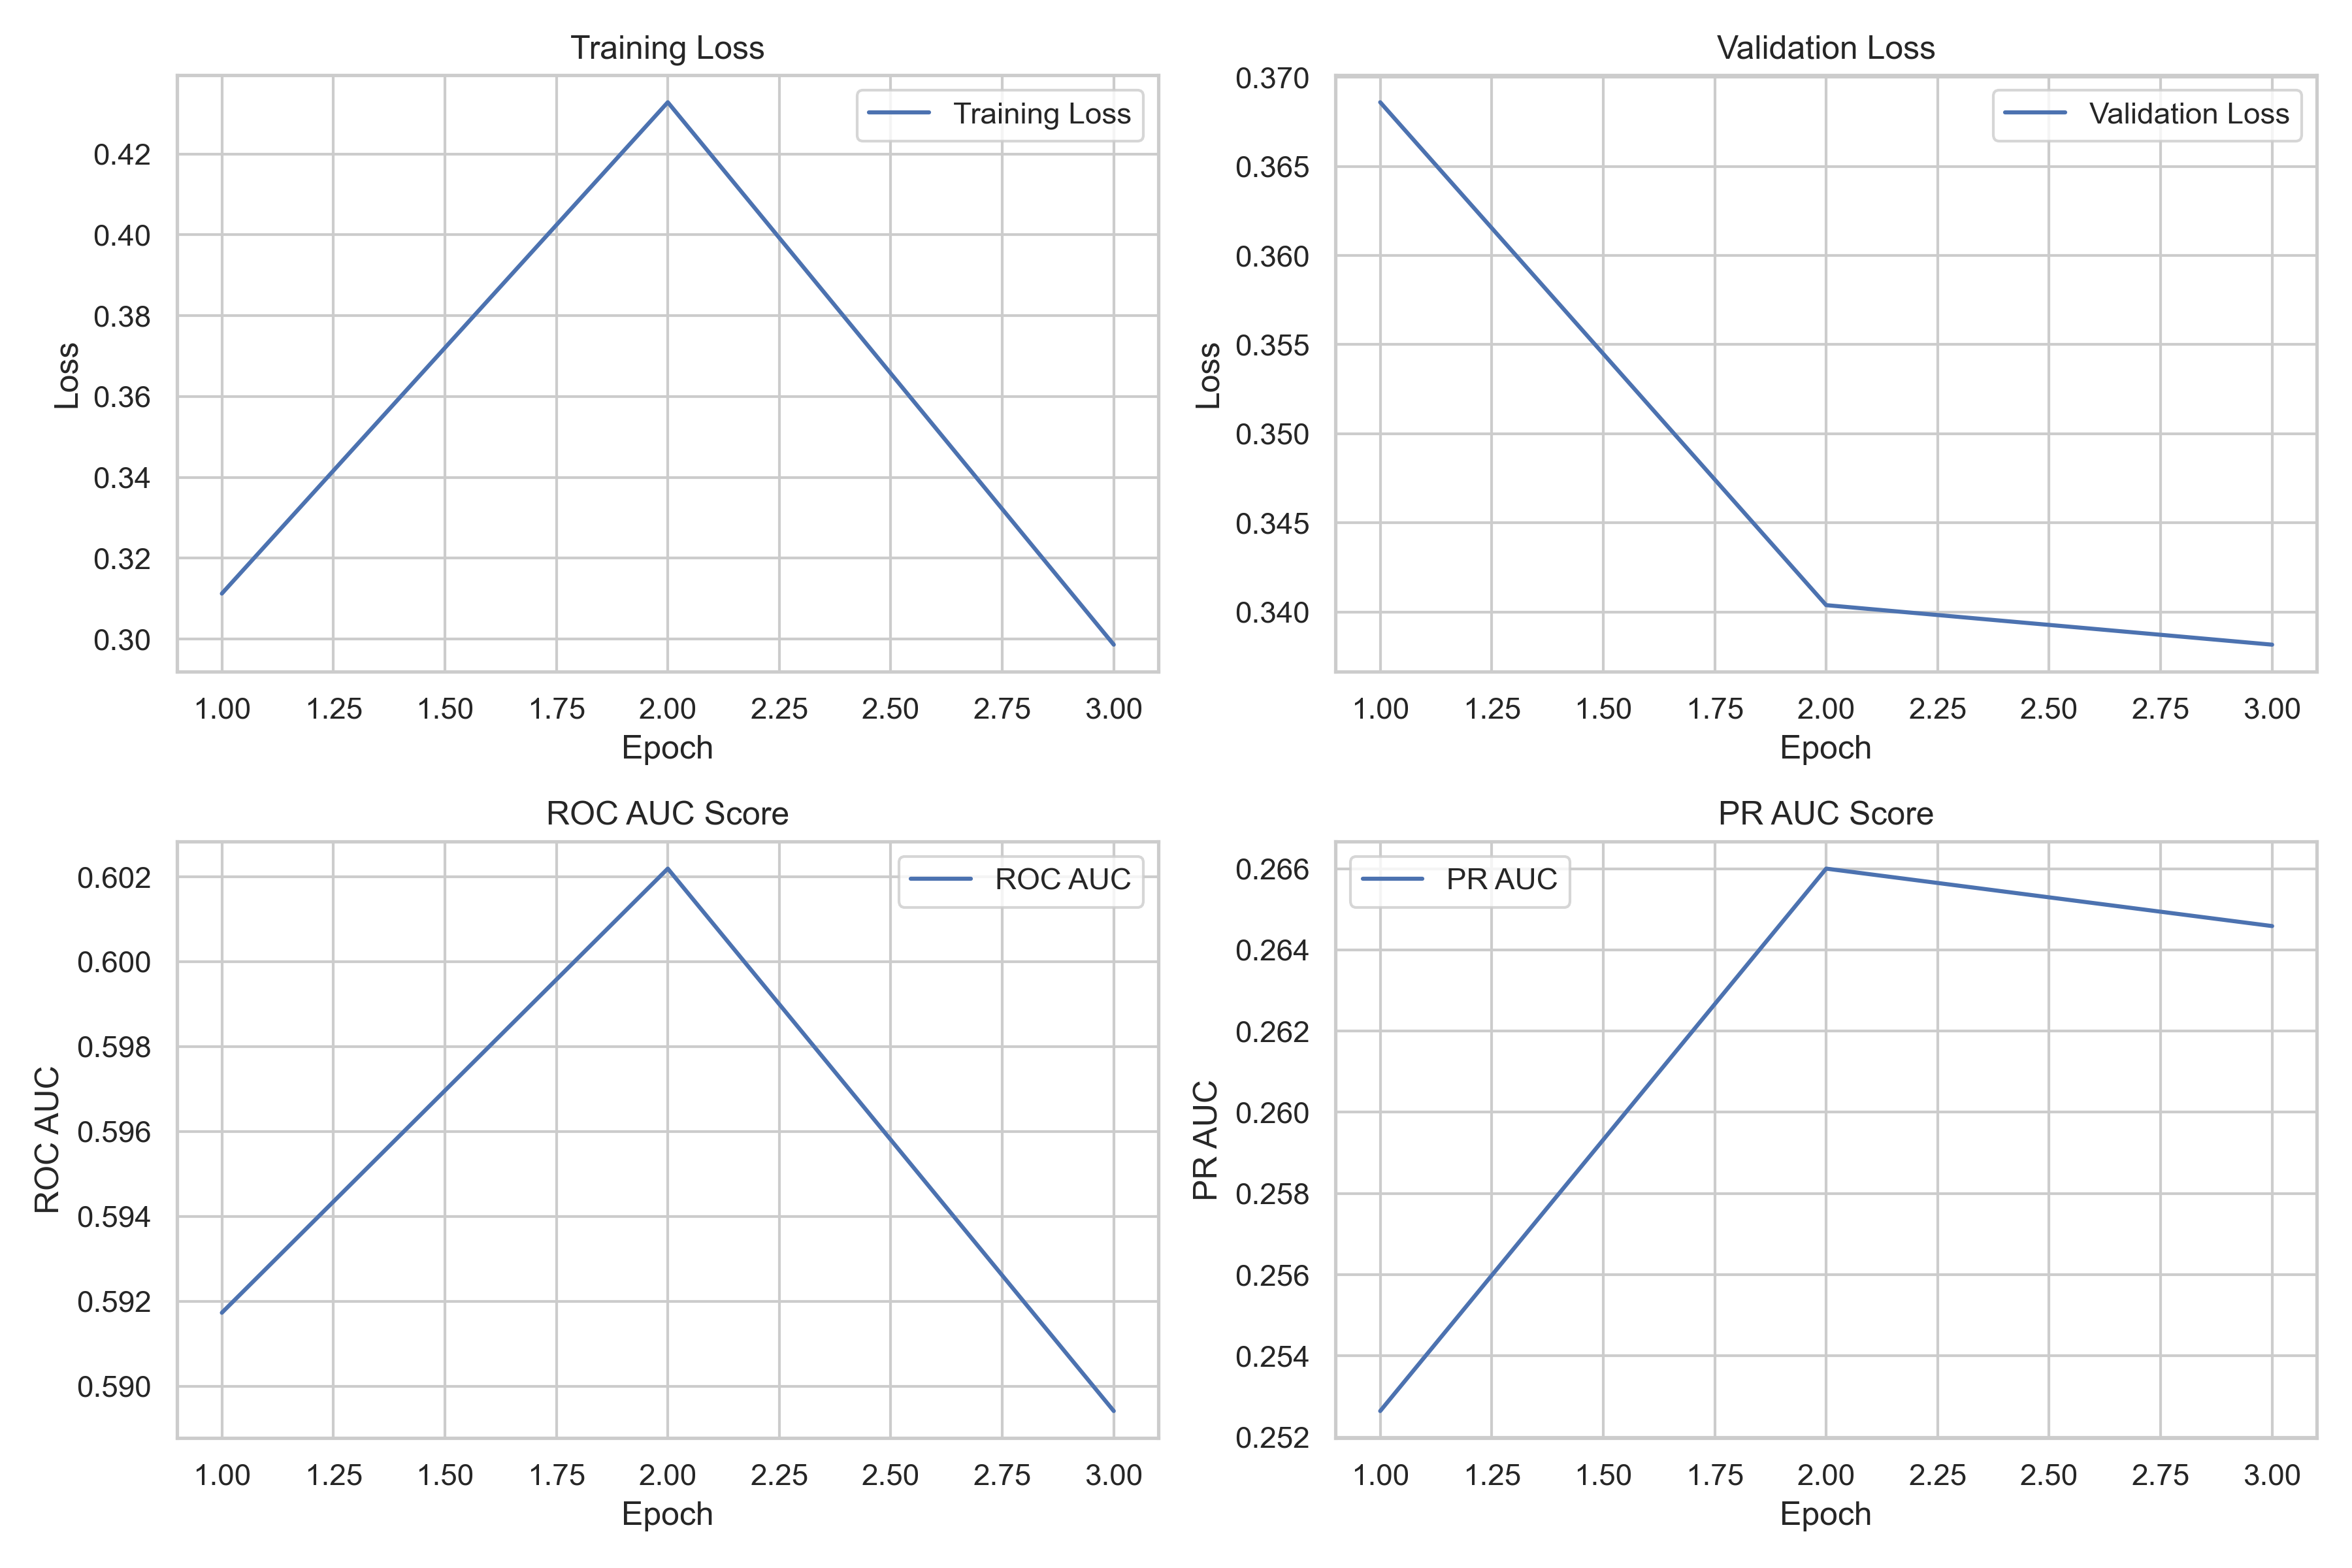 Training Loss
Training Loss
0.42
0.40
0.38
0.36
0.34
0.32
0.30
Loss
1.00 1.25 1.50 1.75 2.00 2.25 2.50 2.75 3.00
Epoch
Validation Loss
Validation Loss
0.370
0.365
0.360
0.355
0.350
0.345
0.340
Loss
1.00 1.25 1.50 1.75 2.00 2.25 2.50 2.75 3.00
Epoch
ROC AUC Score
ROC AUC
0.602
0.600
0.598
0.596
0.594
0.592
0.590
ROC AUC
1.00 1.25 1.50 1.75 2.00 2.25 2.50 2.75 3.00
Epoch
PR AUC Score
PR AUC
0.266
0.264
0.262
0.260
0.258
0.256
0.254
0.252
PR AUC
1.00 1.25 1.50 1.75 2.00 2.25 2.50 2.75 3.00
Epoch